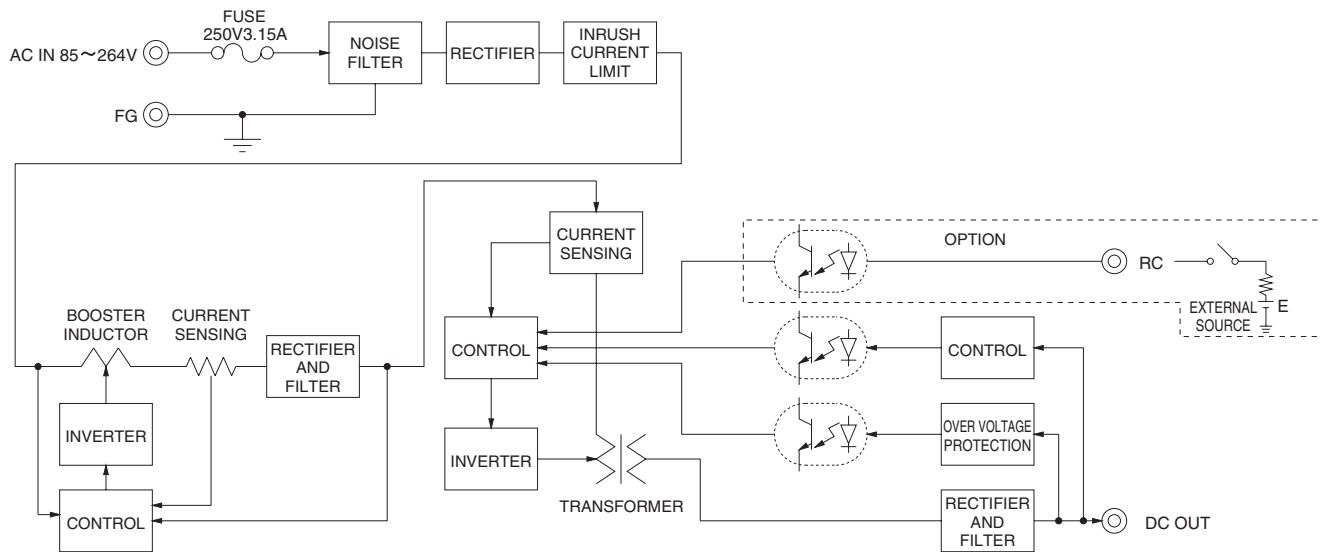 FUSE
250V3.15A
AC IN 85～264V
NOISE
FILTER
RECTIFIER
INRUSH
CURRENT
LIMIT
FG
CURRENT
SENSING
OPTION
RC
E
EXTERNAL
SOURCE
BOOSTER
INDUCTOR
CURRENT
SENSING
RECTIFIER
AND
FILTER
CONTROL
CONTROL
INVERTER
OVER VOLTAGE
PROTECTION
INVERTER
TRANSFORMER
CONTROL
RECTIFIER
AND
FILTER
DC OUT